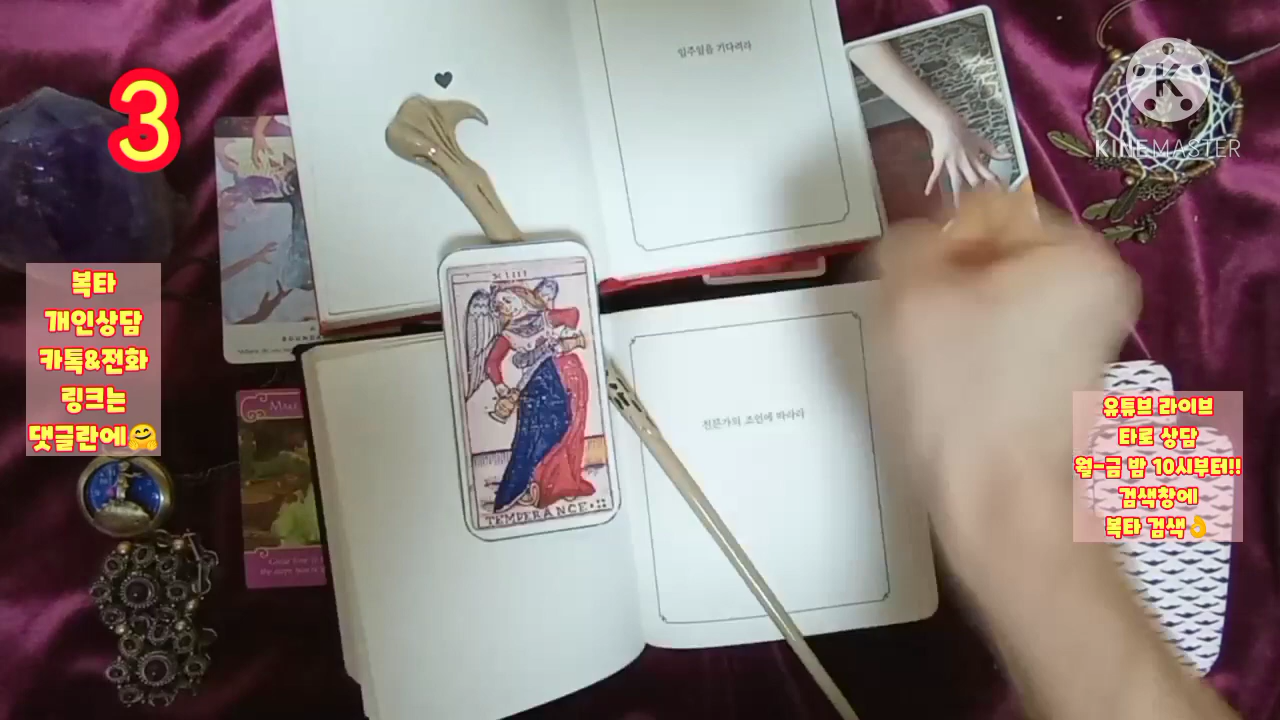 3
일주일을 기다려라
KINEMASTER
복타
개인상담
카톡&전화
링크는
댓글란에🤗
XIIII
TEMPERANCE
전문가의 조언에 따라라
유튜브 라이브
타로 상담
월-금 밤 10시부터!!
검색창에
복타 검색👌